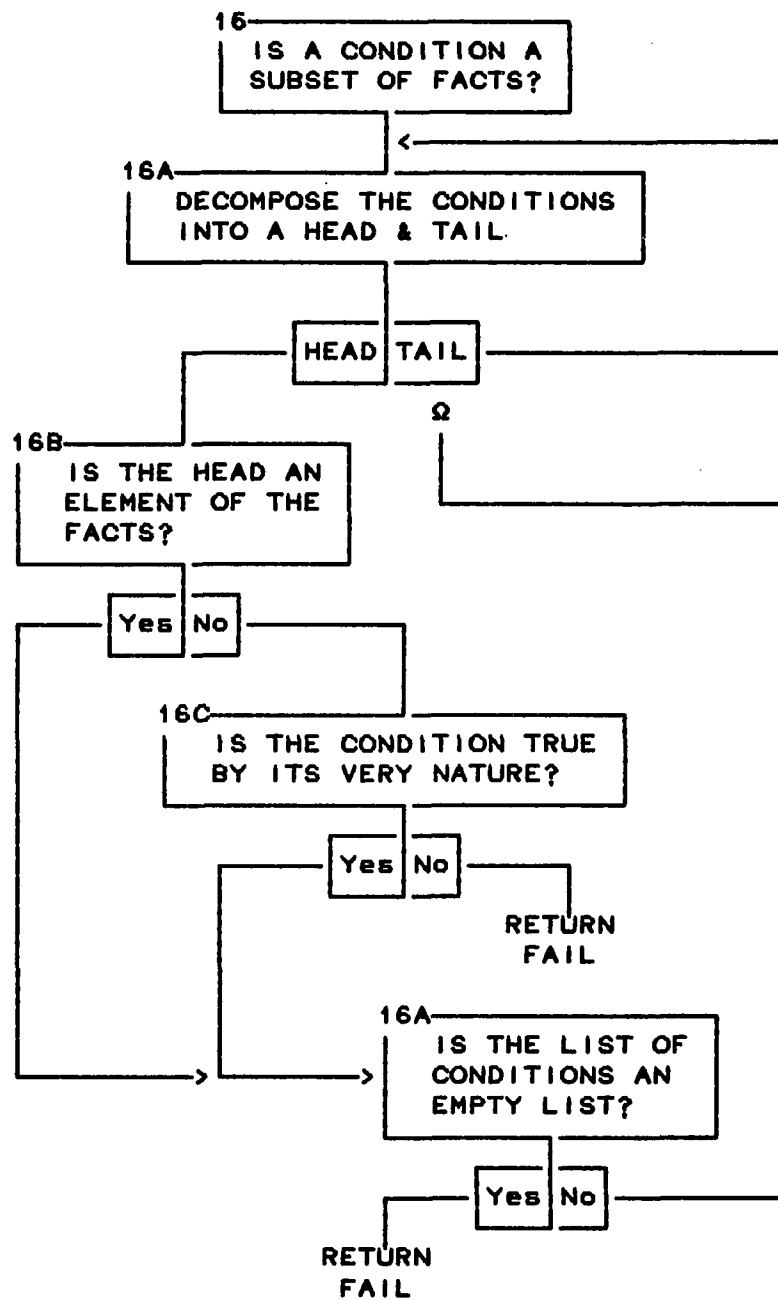 16
IS A CONDITION A
SUBSET OF FACTS?
<
16A
DECOMPOSE THE CONDITIONS
INTO A HEAD & TAIL
HEAD TAIL
Ω
16B
IS THE HEAD AN
ELEMENT OF THE
FACTS?
Yes No
16C
IS THE CONDITION TRUE
BY ITS VERY NATURE?
Yes No
RETURN
FAIL
16A
IS THE LIST OF
CONDITIONS AN
EMPTY LIST?
> >
Yes No
RETURN
FAIL